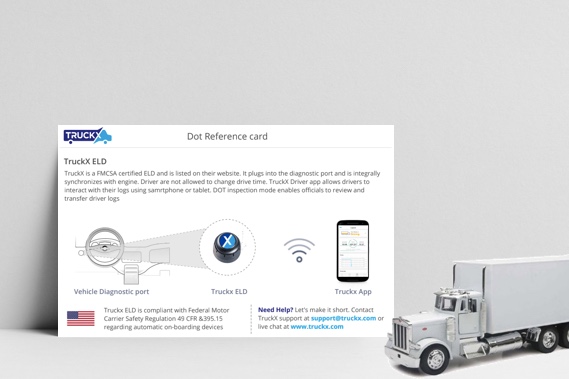 TRUCKX
Dot Reference card
TruckX ELD
TruckX is a FMCSA certified ELD and is listed on their website. It plugs into the diagnostic port and is integrally
synchronizes with engine. Driver are not allowed to change drive time. TruckX Driver app allows drivers to
interact with their logs using samrtphone or tablet. DOT inspection mode enables officials to review and
transfer driver logs
X
Vehicle Diagnostic port
Truckx ELD
Truckx App
Truckx ELD is compliant with Federal Motor
Carrier Safety Regulation 49 CFR &395.15
regarding automatic on-boarding devices
Need Help? Let's make it short. Contact
TruckX support at support@truckx.com or
live chat at www.truckx.com